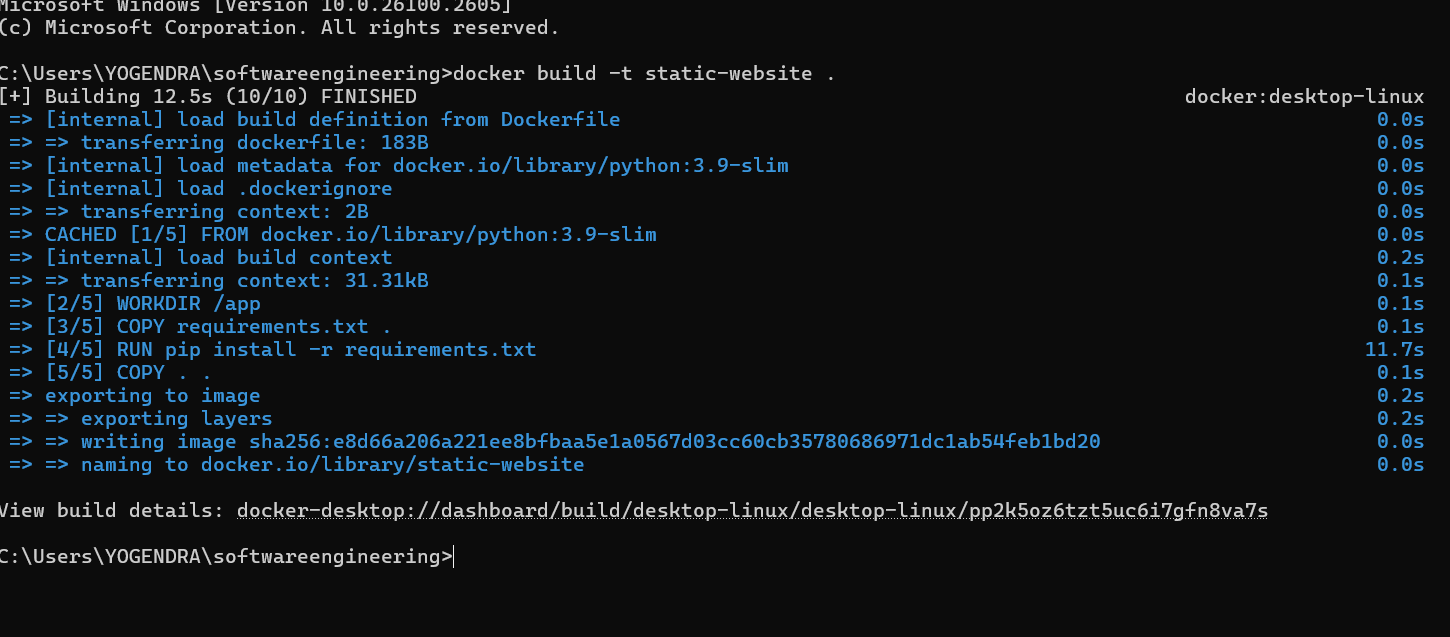 Microsoft Windows [Version 10.0.26100.2605]
(c) Microsoft Corporation. All rights reserved.
C:\Users\YOGENDRA\softwareengineering>docker build -t static-website .
[+] Building 12.5s (10/10) FINISHED docker:desktop-linux
=> [internal] load build definition from Dockerfile 0.0s
=> => transferring dockerfile: 183B 0.0s
=> [internal] load metadata for docker.io/library/python:3.9-slim 0.0s
=> [internal] load .dockerignore 0.0s
=> => transferring context: 2B 0.0s
=> CACHED [1/5] FROM docker.io/library/python:3.9-slim 0.0s
=> [internal] load build context 0.2s
=> => transferring context: 31.31kB 0.1s
=> [2/5] WORKDIR /app 0.1s
=> [3/5] COPY requirements.txt . 0.1s
=> [4/5] RUN pip install -r requirements.txt 11.7s
=> [5/5] COPY . . 0.1s
=> exporting to image 0.2s
=> => exporting layers 0.2s
=> => writing image sha256:e8d66a206a221ee8bfbaa5e1a0567d03cc60cb35780686971dc1ab54feb1bd20 0.0s
=> => naming to docker.io/library/static-website 0.0s
View build details: docker-desktop://dashboard/build/desktop-linux/desktop-linux/pp2k5oz6tzt5uc6i7gfn8va7s
C:\Users\YOGENDRA\softwareengineering>